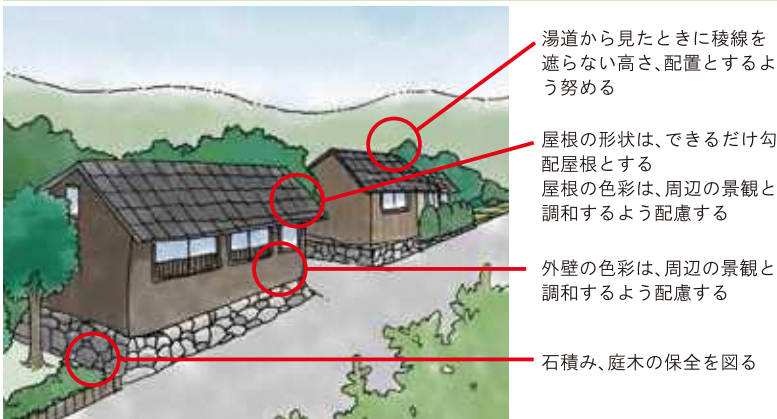 湯道から見たときに稜線を
遮らない高さ、配置とするよ
う努める
屋根の形状は、できるだけ勾
配屋根とする
屋根の色彩は、周辺の景観と
調和するよう配慮する
外壁の色彩は、周辺の景観と
調和するよう配慮する
石積み、庭木の保全を図る